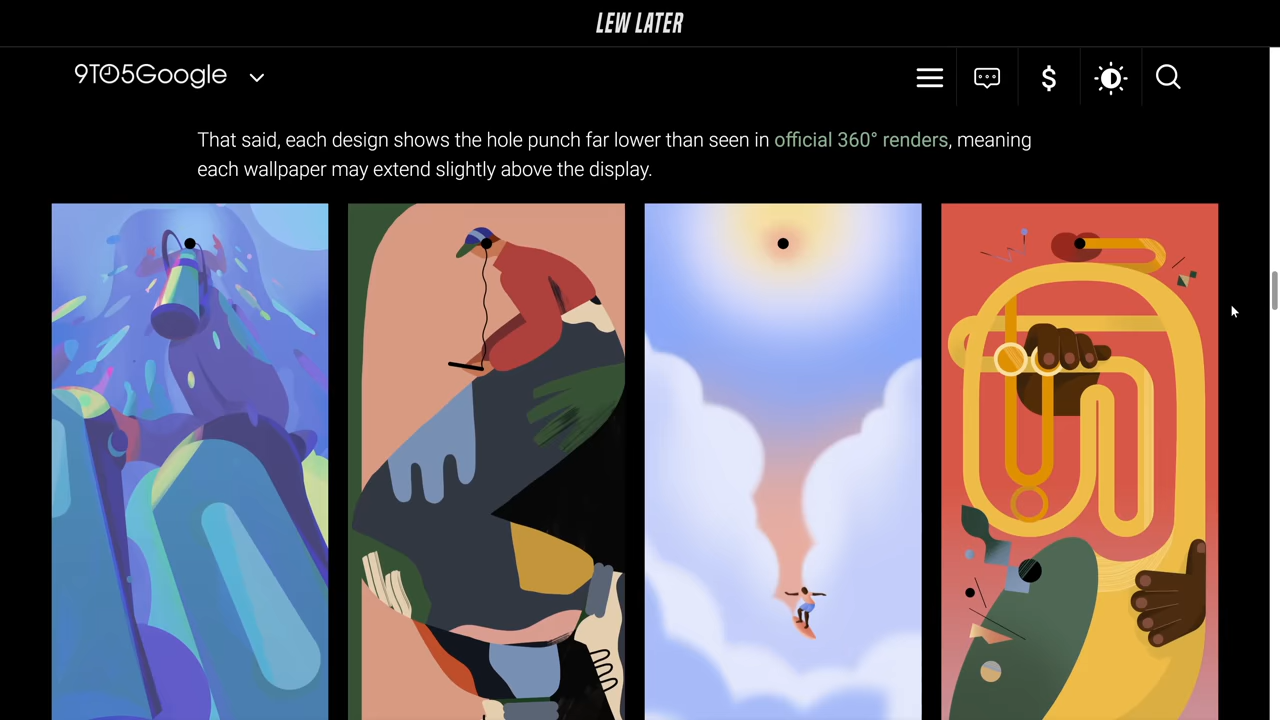 LEW LATER
9TO5Google
That said, each design shows the hole punch far lower than seen in official 360° renders, meaning
each wallpaper may extend slightly above the display.